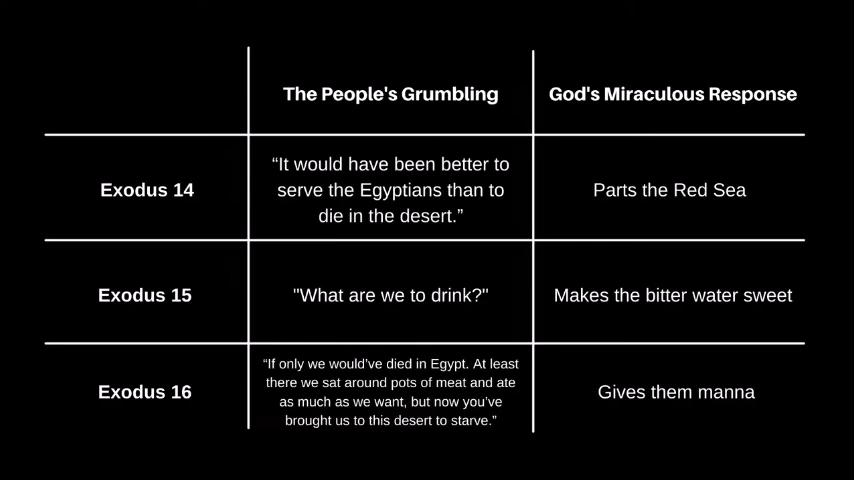 The People's Grumbling
God's Miraculous Response
Exodus 14
“It would have been better to
serve the Egyptians than to
die in the desert.”
Parts the Red Sea
Exodus 15
"What are we to drink?"
Makes the bitter water sweet
Exodus 16
“If only we would’ve died in Egypt. At least
there we sat around pots of meat and ate
as much as we want, but now you’ve
brought us to this desert to starve.”
Gives them manna